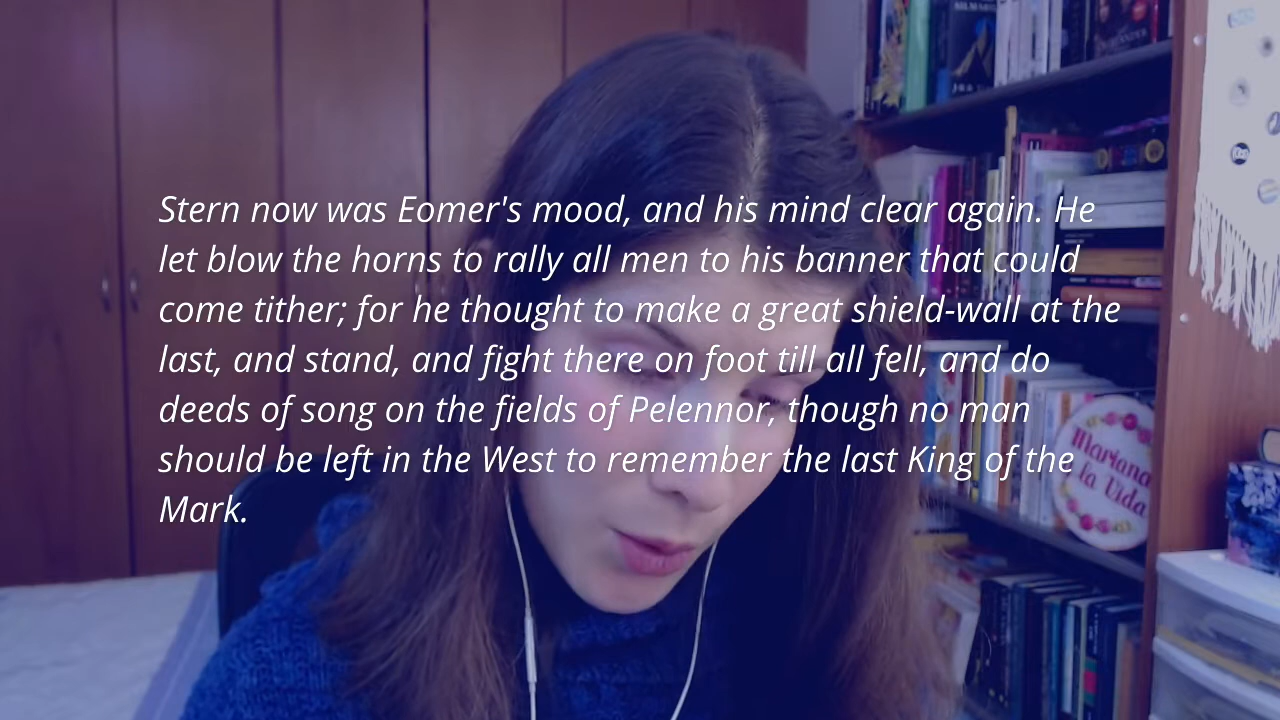 Stern now was Eomer's mood, and his mind clear again. He
let blow the horns to rally all men to his banner that could
come tither; for he thought to make a great shield-wall at the
last, and stand, and fight there on foot till all fell, and do
deeds of song on the fields of Pelennor, though no man
should be left in the West to remember the last King of the
Mark.
Mariana
a la Vida